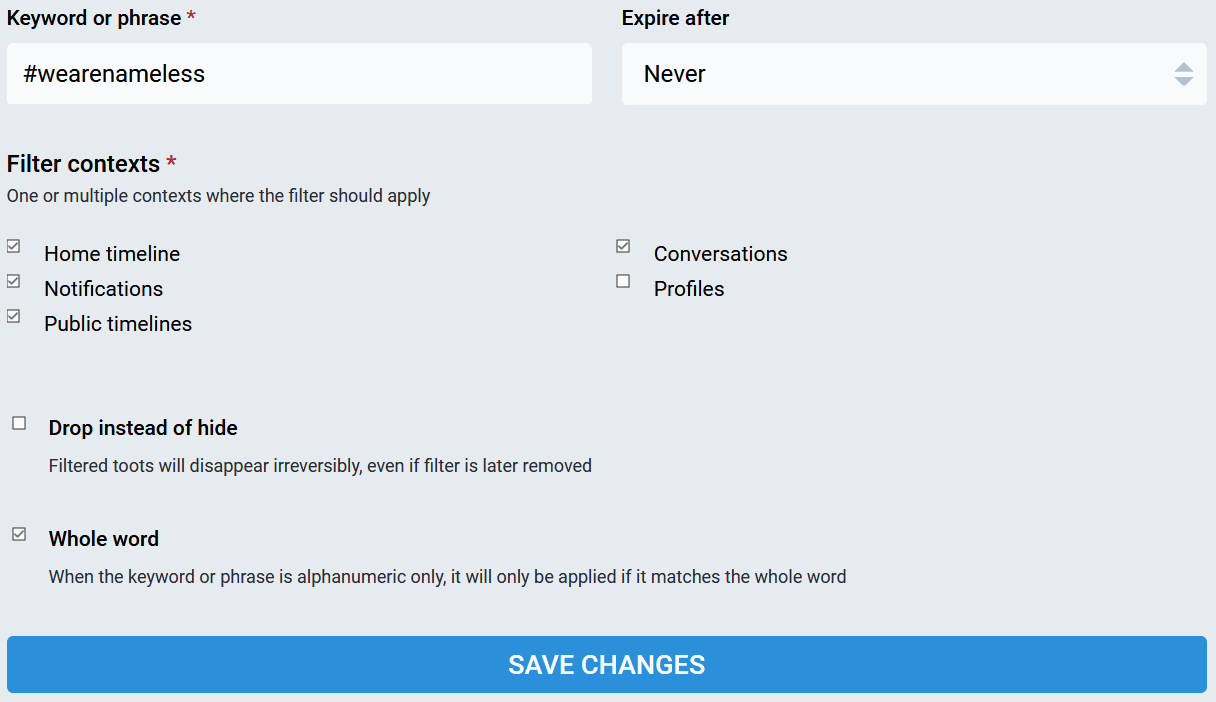 Keyword or phrase *
Expire after
#wearenameless
Never
Filter contexts *
One or multiple contexts where the filter should apply
Home timeline
Conversations
Notifications
Profiles
Public timelines
Drop instead of hide
Filtered toots will disappear irreversibly, even if filter is later removed
Whole word
When the keyword or phrase is alphanumeric only, it will only be applied if it matches the whole word
SAVE CHANGES